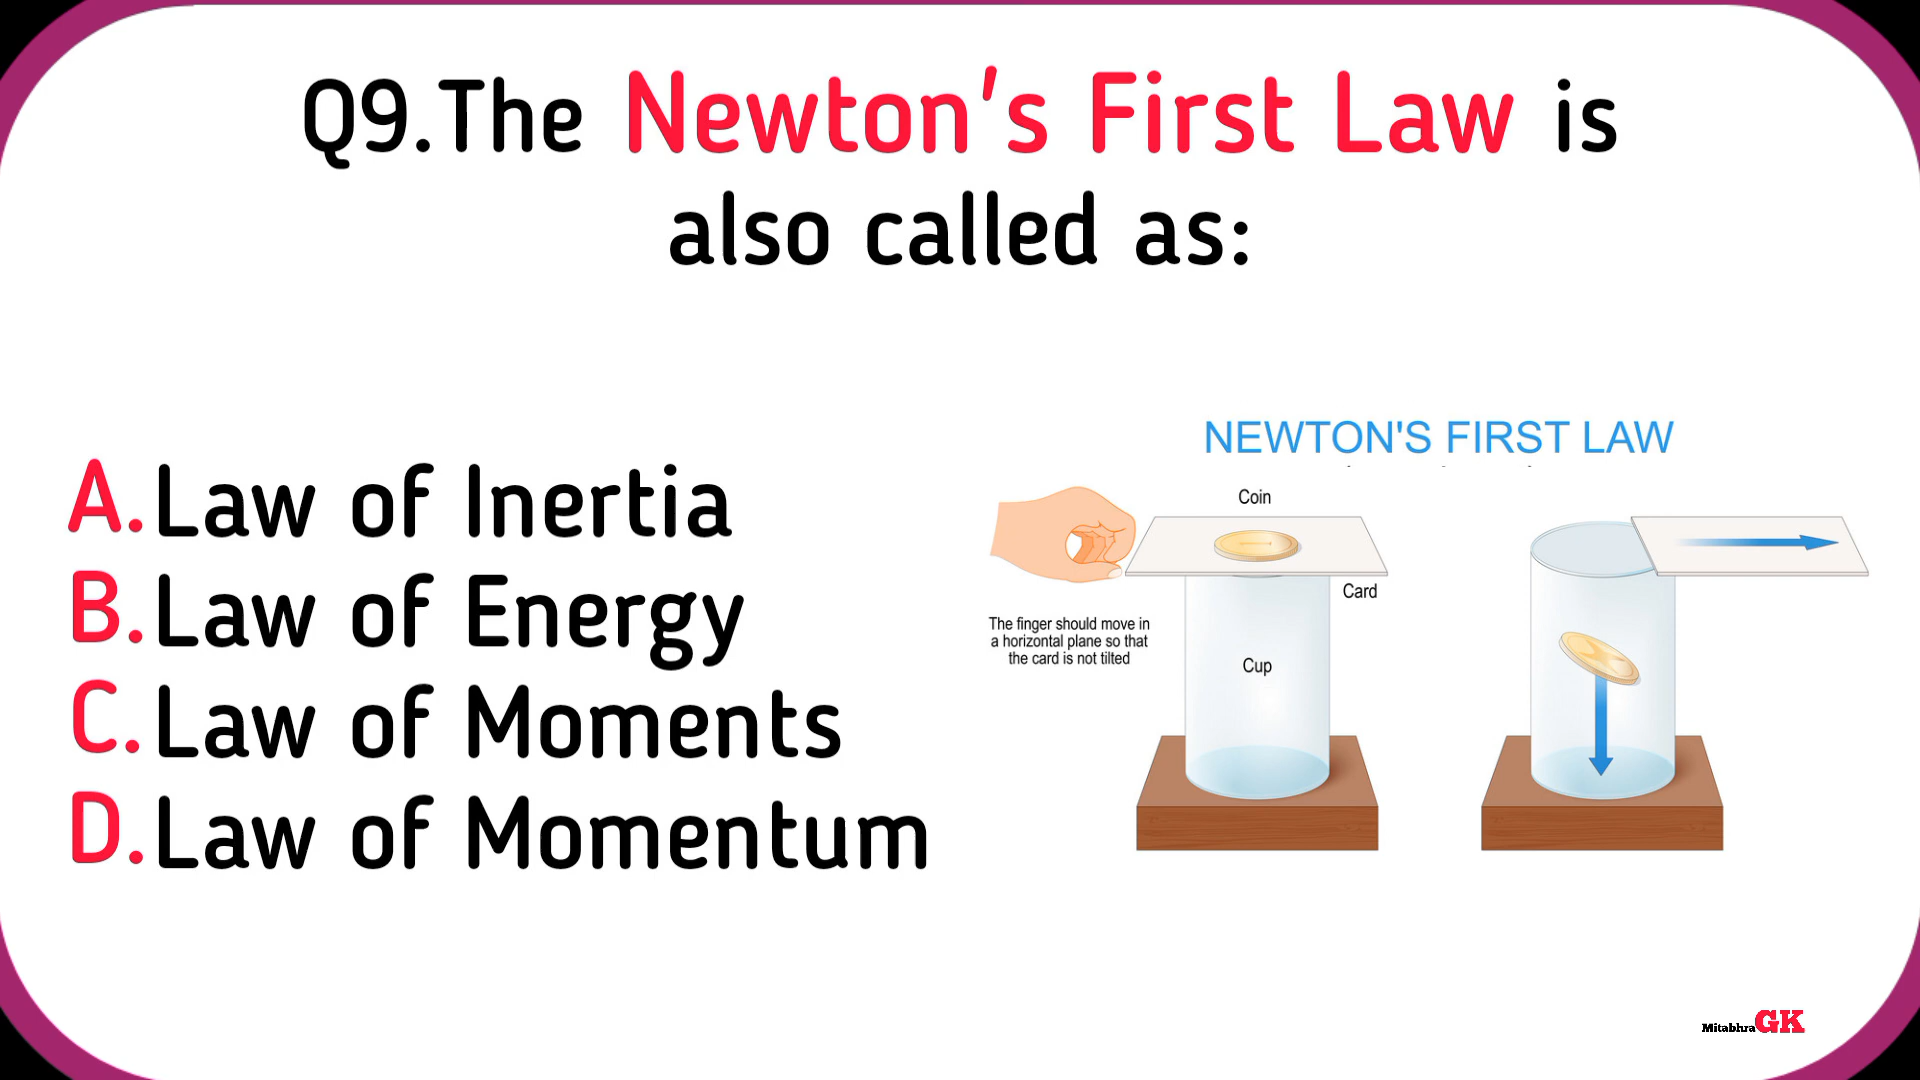 Q9.The Newton's First Law is
also called as:
A.Law of Inertia
B.Law of Energy
C.Law of Moments
D.Law of Momentum
NEWTON'S FIRST LAW
Coin
Card
The finger should move in
a horizontal plane so that
the card is not tilted
Cup
MitabhraGK